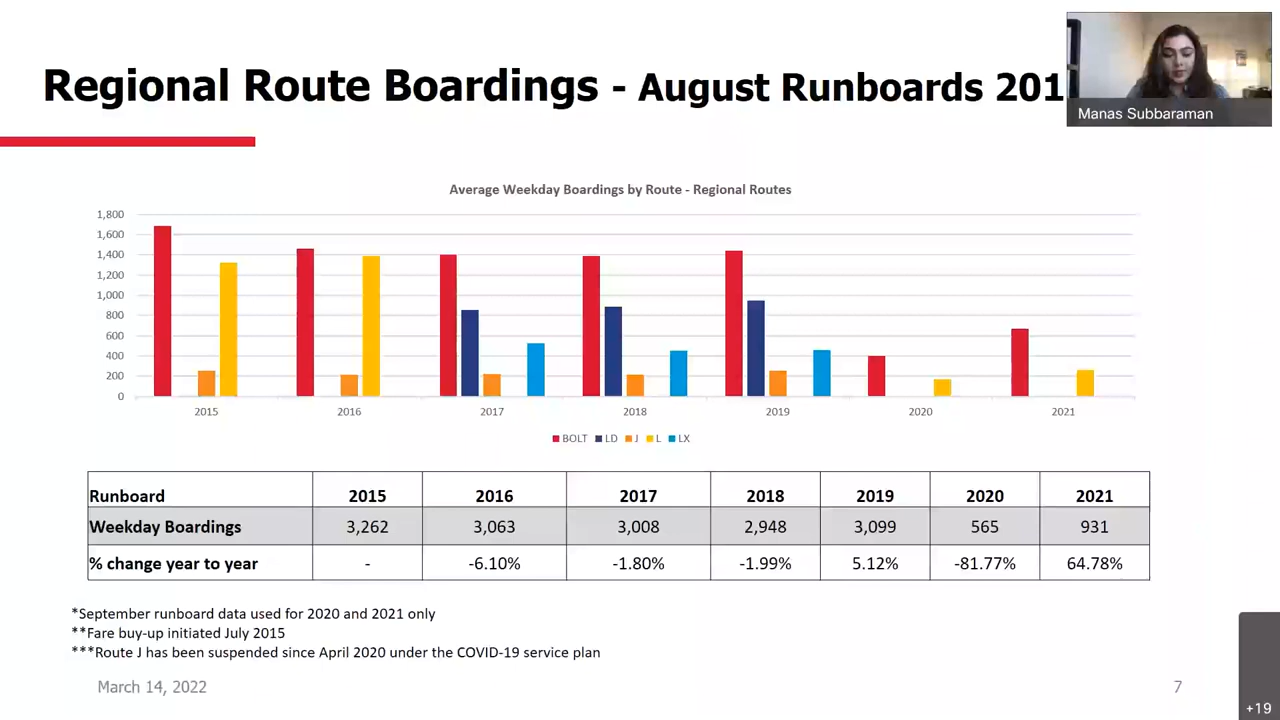 Regional Route Boardings - August Runboards 201
Manas Subbaraman
Average Weekday Boardings by Route - Regional Routes
1,800
1,600
1,400
1,200
1,000
800
600
400
200
0
2015 2016 2017 2018 2019 2020 2021
BOLT LD J L LX
Runboard 2015 2016 2017 2018 2019 2020 2021
Weekday Boardings 3,262 3,063 3,008 2,948 3,099 565 931
% change year to year - -6.10% -1.80% -1.99% 5.12% -81.77% 64.78%
*September runboard data used for 2020 and 2021 only
**Fare buy-up initiated July 2015
***Route J has been suspended since April 2020 under the COVID-19 service plan
March 14, 2022 7
+19